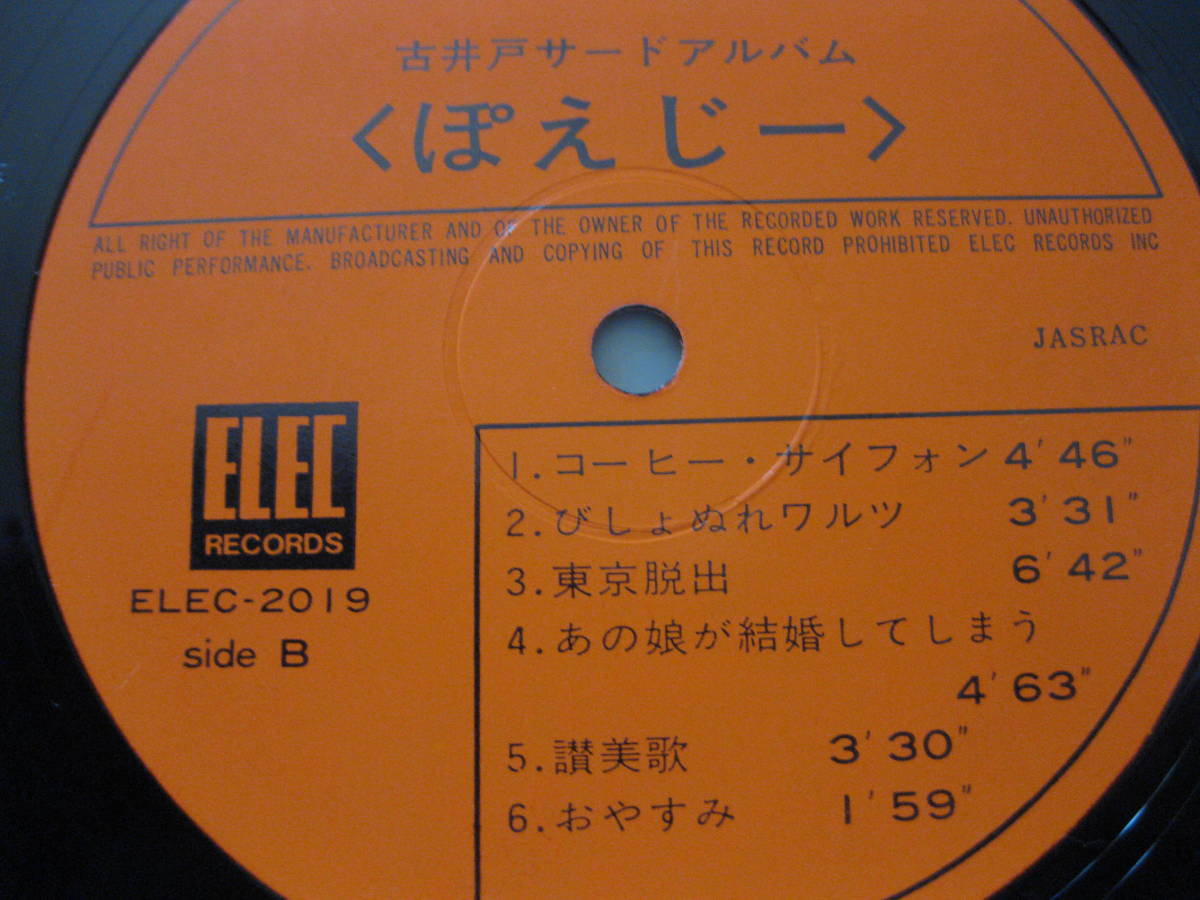 古井戸サードアルバム
<ぽえじー>
ALL RIGHT OF THE MANUFACTURER AND OF THE OWNER OF THE RECORDED WORK RESERVED. UNAUTHORIZED
PUBLIC PERFORMANCE. BROADCASTING AND COPYING OF THIS RECORD PROHIBITED ELEC RECORDS INC
JASRAC
ELEC
RECORDS
ELEC-2019
side B
1.コーヒー・サイフォン 4'46"
2.びしょぬれワルツ 3'31"
3.東京脱出 6'42"
4.あの娘が結婚してしまう
4'63"
5.讃美歌 3'30"
6.おやすみ 1'59"